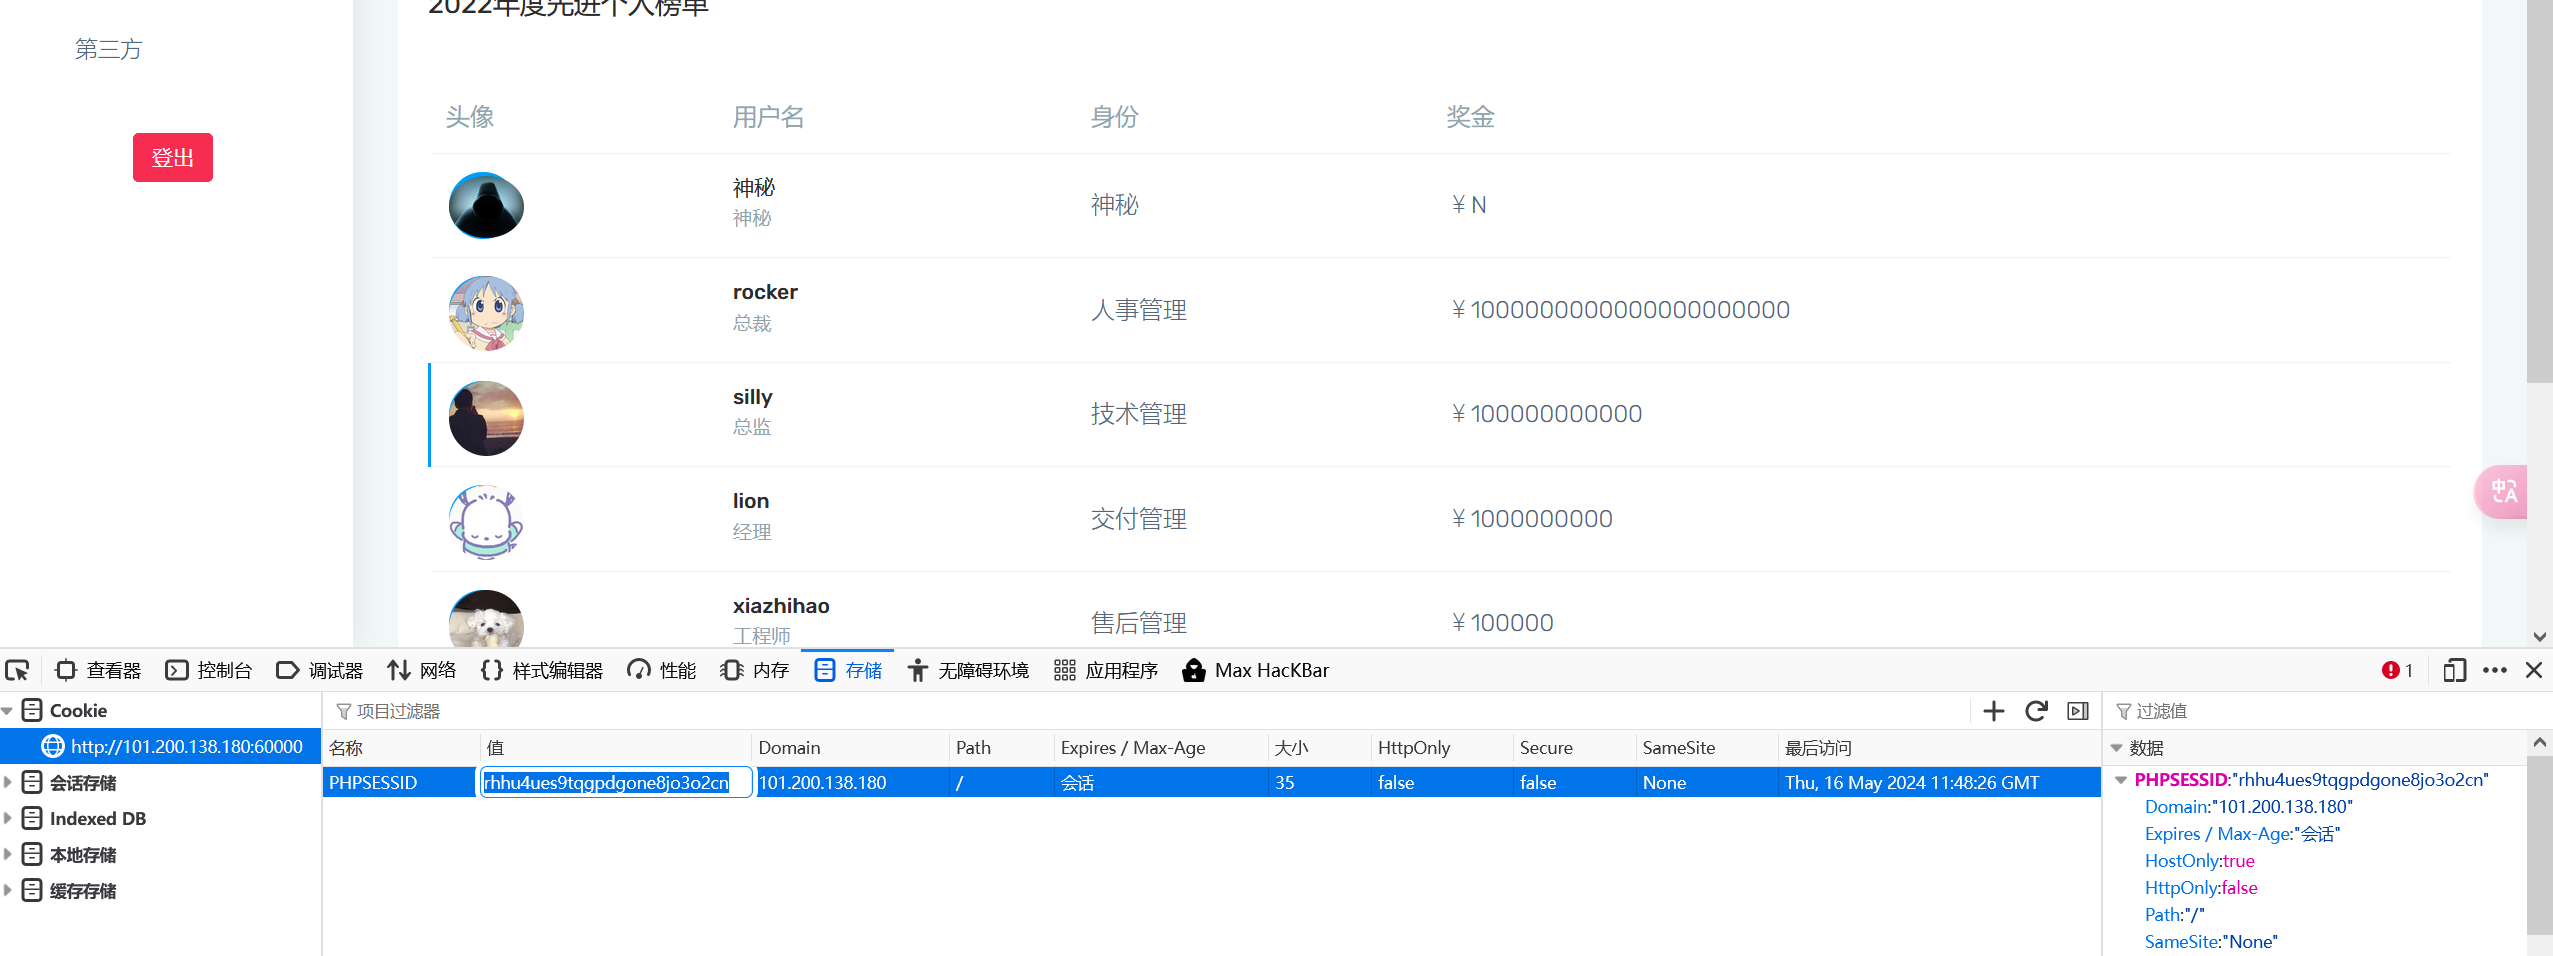 2022年度先进个人榜单
第三方
登出
头像 用户名 身份 奖金
神秘
神秘
神秘
￥N
rocker
总裁
人事管理
￥10000000000000000000000
silly
总监
技术管理
￥100000000000
lion
经理
交付管理
￥1000000000
xiazhihao
工程师
售后管理
￥100000
中A
查看器 控制台 调试器 网络 {} 样式编辑器 性能 内存 存储 无障碍环境 应用程序 Max HacKBar 1
Cookie
http://101.200.138.180:60000
会话存储
Indexed DB
本地存储
缓存存储
项目过滤器
名称 值 Domain Path Expires / Max-Age 大小 HttpOnly Secure SameSite 最后访问
PHPSESSID rhhu4ues9tqgpdgone8jo3o2cn 101.200.138.180 / 会话 35 false false None Thu, 16 May 2024 11:48:26 GMT
过滤值
数据
PHPSESSID:"rhhu4ues9tqgpdgone8jo3o2cn"
Domain:"101.200.138.180"
Expires / Max-Age:"会话"
HostOnly:true
HttpOnly:false
Path:"/"
SameSite:"None"